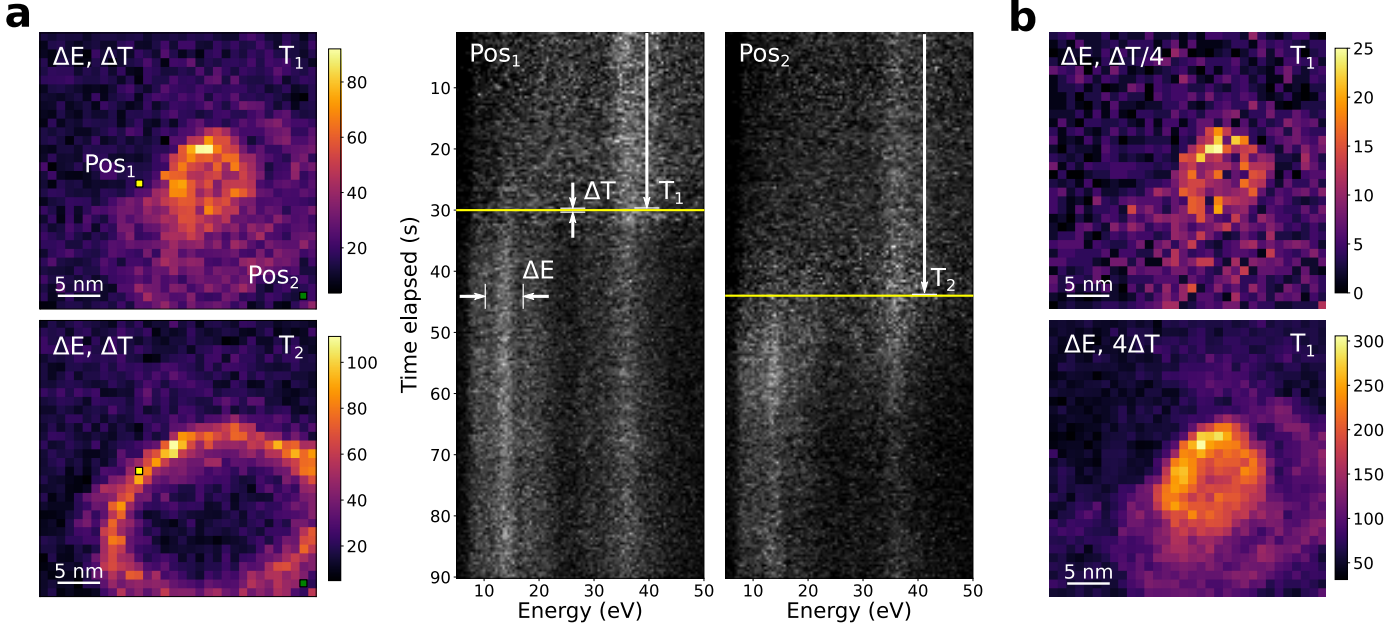 a
ΔE, ΔT T₁
Pos₁
Pos₂
5 nm
80
60
40
20
ΔE, ΔT T₂
5 nm
100
80
60
40
20
Time elapsed (s)
10
20
30
40
50
60
70
80
90
Pos₁
ΔT T₁
ΔE
10 20 30 40 50
Energy (eV)
Pos₂
T₂
10 20 30 40 50
Energy (eV)
b
ΔE, ΔT/4 T₁
5 nm
25
20
15
10
5
0
ΔE, 4ΔT T₁
5 nm
300
250
200
150
100
50